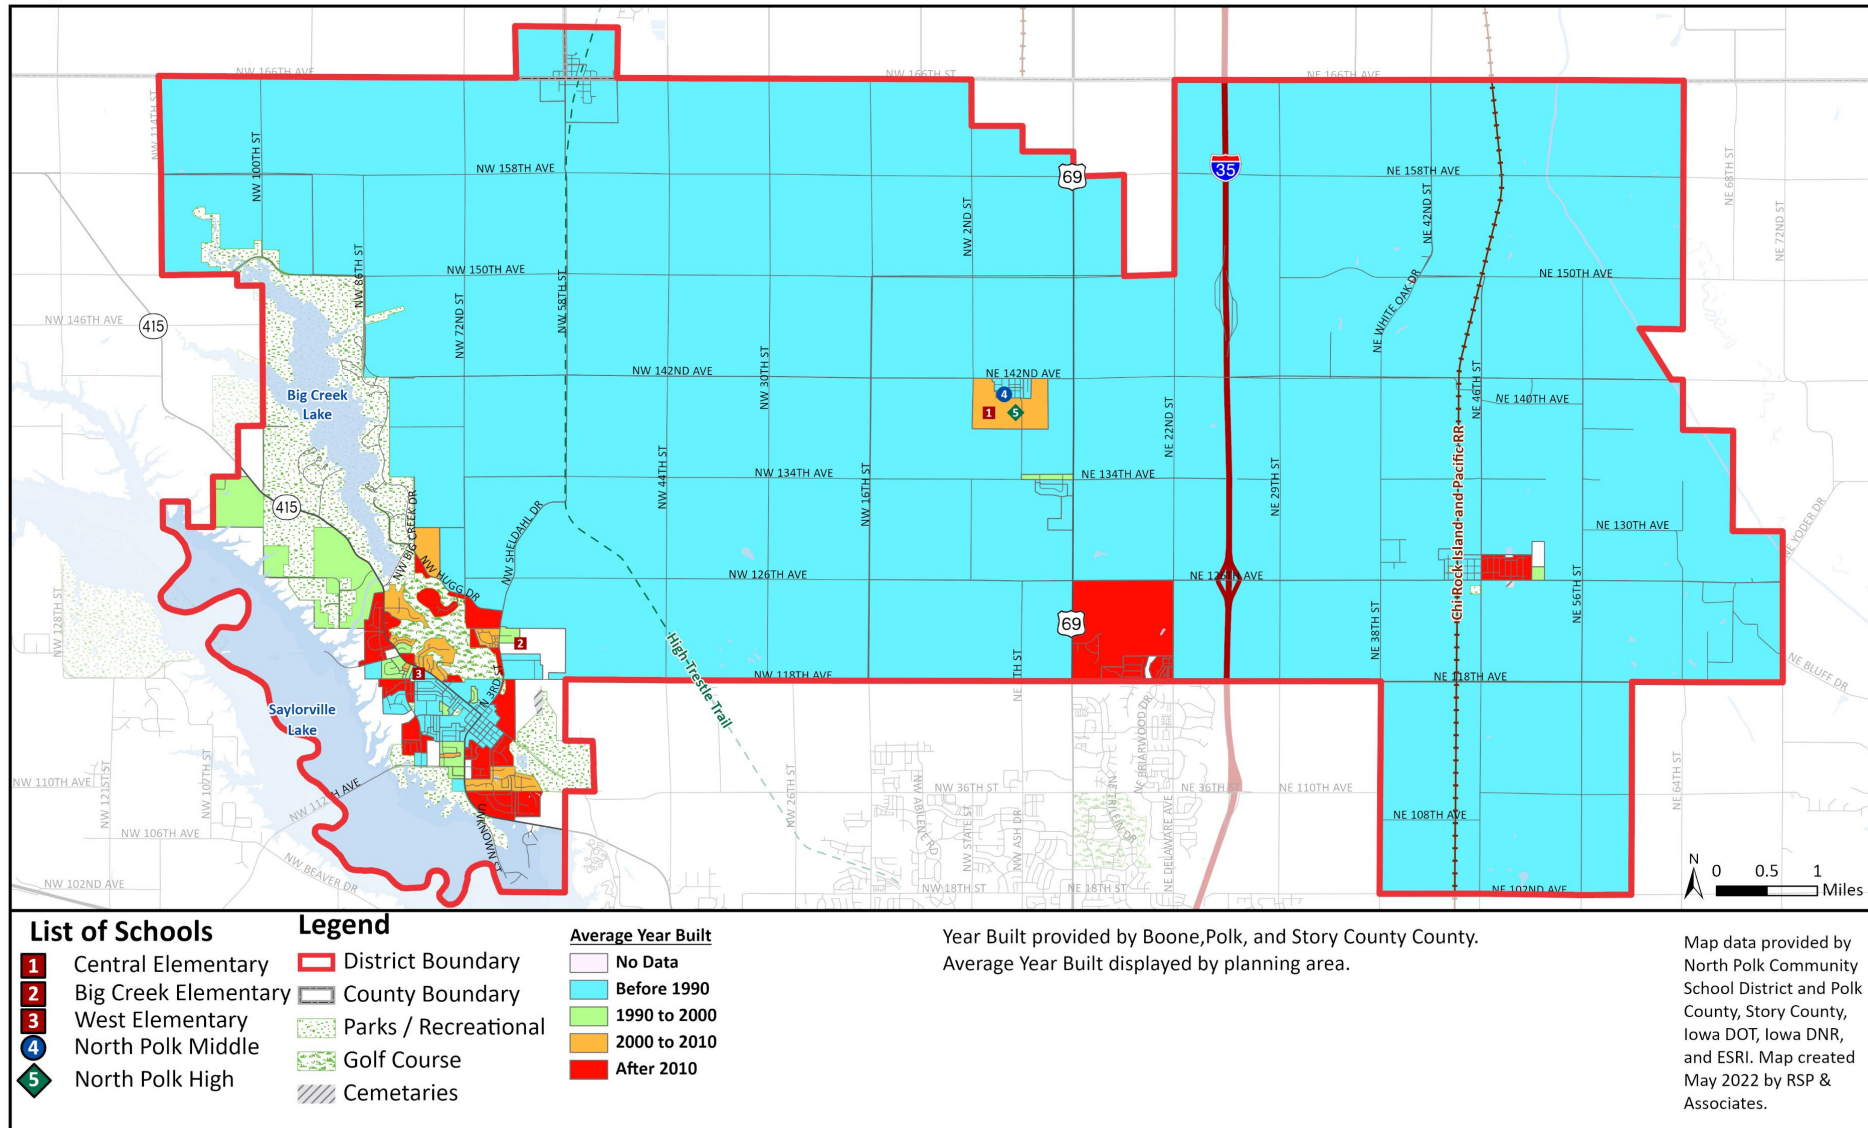 NW 166TH AVE
NW 166TH ST
NE 166TH AVE
NW 114TH ST
NW 100TH ST
NW 158TH AVE
69
35
NE 158TH AVE
NE 68TH ST
NE 72ND ST
NE 42ND ST
NW 2ND ST
NW 86TH ST
NW 150TH AVE
NE 150TH AVE
NW 58TH ST
NW 72ND ST
NE WHITE OAK DR
NW 146TH AVE
415
NW 142ND AVE
NW 30TH ST
NE 142ND AVE
NE 46TH ST
NE 140TH AVE
Big Creek
Lake
4
1
5
NE 22ND ST
NW 134TH AVE
NE 134TH AVE
NW 44TH ST
NW 16TH ST
NE 29TH ST
Chi Rock Island and Pacific RR
415
NW BIG CREEK DR
NW SHELDAHL DR
NE 130TH AVE
NE YODER DR
NW HUGG DR
NW 126TH AVE
NE 126TH AVE
NE 56TH ST
NW 128TH ST
NE 38TH ST
69
2
High Trestle Trail
3
NW 118TH AVE
NE 118TH AVE
NE BLUFF DR
N 3RD ST
Saylorville
Lake
NE BRIARWOOD DR
NW 110TH AVE
NW 121ST ST
NW 107TH ST
NW 112TH AVE
NW 26TH ST
NW 36TH ST
NE 36TH ST
NE 110TH AVE
NE 64TH ST
NW STATE ST
NW ASH DR
NE DELAWARE AVE
NE 108TH AVE
NW 106TH AVE
UNKNOWN ST
NW BEAVER DR
NW 102ND AVE
NW 18TH ST
NE 18TH ST
NE 102ND AVE
N
0 0.5 1
Miles
List of Schools
1 Central Elementary
2 Big Creek Elementary
3 West Elementary
4 North Polk Middle
5 North Polk High
Legend
District Boundary
County Boundary
Parks / Recreational
Golf Course
Cemetaries
Average Year Built
No Data
Before 1990
1990 to 2000
2000 to 2010
After 2010
Year Built provided by Boone,Polk, and Story County County.
Average Year Built displayed by planning area.
Map data provided by
North Polk Community
School District and Polk
County, Story County,
Iowa DOT, Iowa DNR,
and ESRI. Map created
May 2022 by RSP &
Associates.